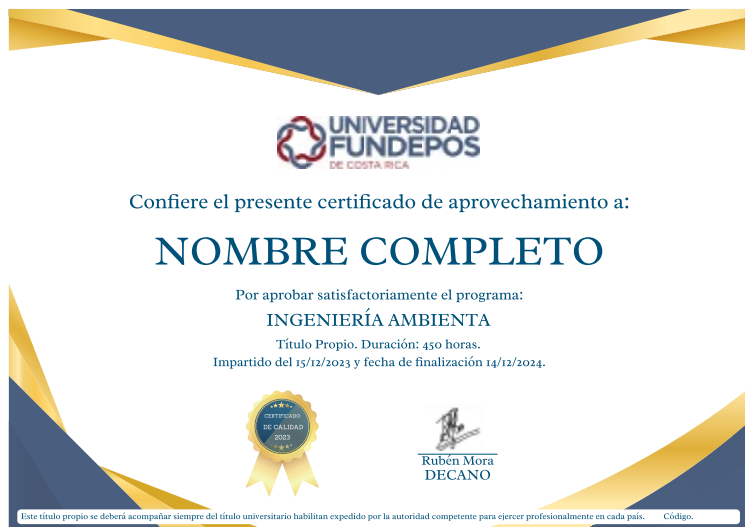 UNIVERSIDAD
FUNDEPOS
DE COSTA RICA
Confiere el presente certificado de aprovechamiento a:
NOMBRE COMPLETO
Por aprobar satisfactoriamente el programa:
INGENIERÍA AMBIENTA
Título Propio. Duración: 450 horas.
Impartido del 15/12/2023 y fecha de finalización 14/12/2024.
CERTIFICADO
DE CALIDAD
2023
Rubén Mora
DECANO
Este título propio se deberá acompañar siempre del título universitario habilitan expedido por la autoridad competente para ejercer profesionalmente en cada país. Código.